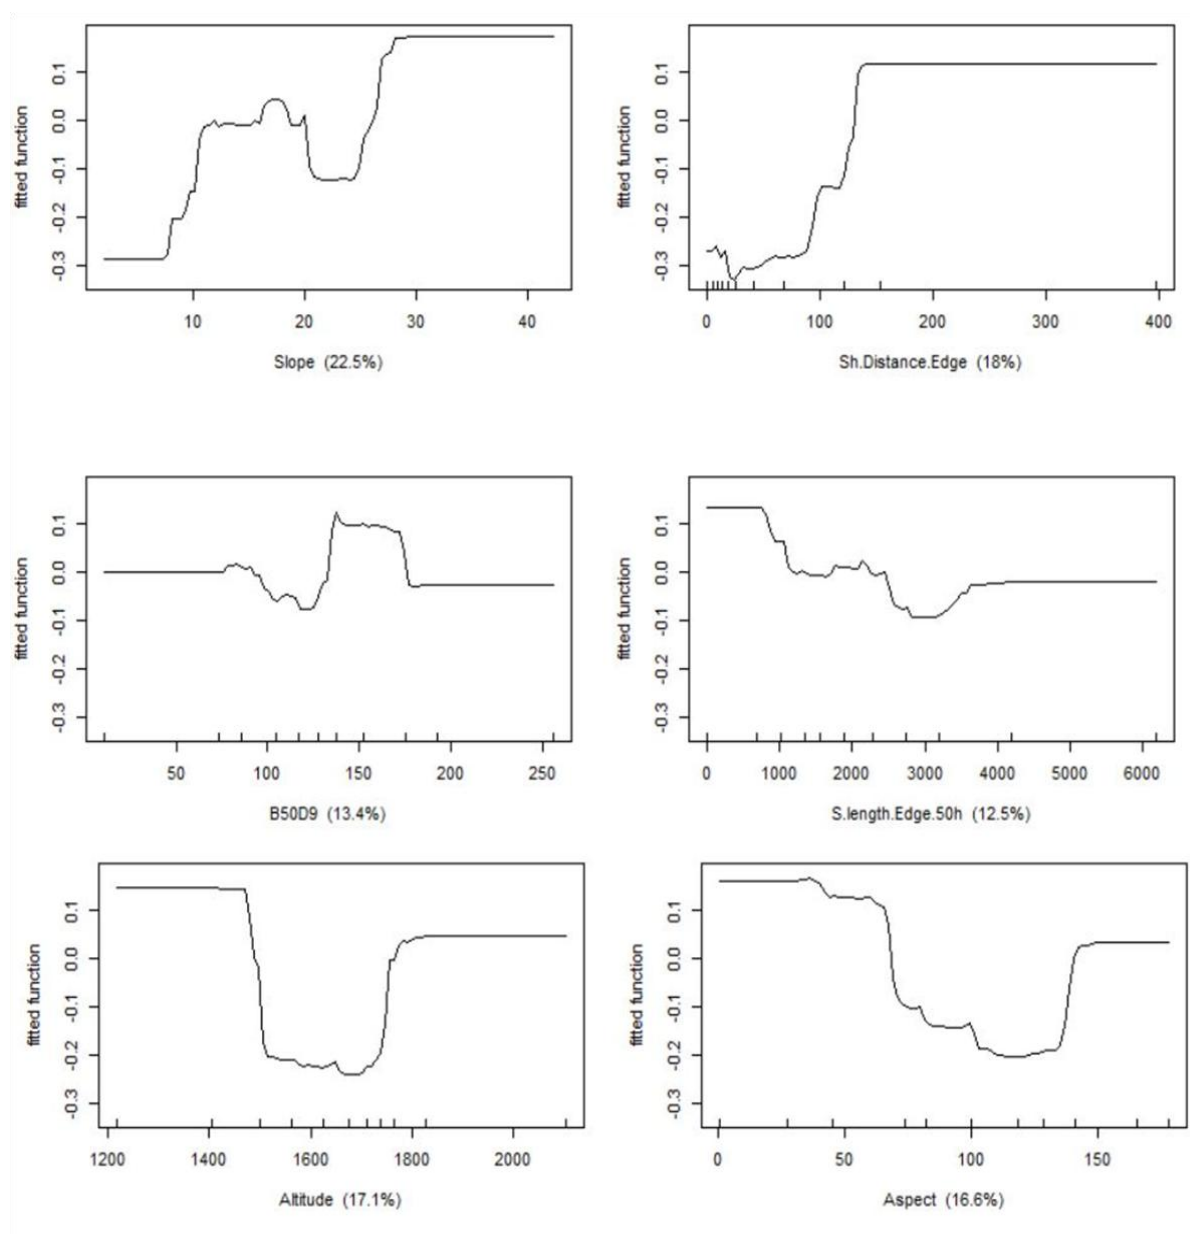 fitted function
0.1
0.0
-0.1
-0.2
-0.3
10 20 30 40
Slope (22.5%)
fitted function
0.1
0.0
-0.1
-0.2
-0.3
0 100 200 300 400
Sh.Distance.Edge (18%)
fitted function
0.1
0.0
-0.1
-0.2
-0.3
50 100 150 200 250
B50D9 (13.4%)
fitted function
0.1
0.0
-0.1
-0.2
-0.3
0 1000 2000 3000 4000 5000 6000
S.length.Edge.50h (12.5%)
fitted function
0.1
0.0
-0.1
-0.2
-0.3
1200 1400 1600 1800 2000
Altitude (17.1%)
fitted function
0.1
0.0
-0.1
-0.2
-0.3
0 50 100 150
Aspect (16.6%)